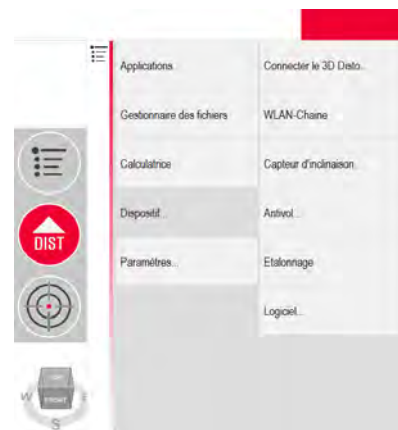 Applications...
Connecter le 3D Disto...
Gestionnaire des fichiers
WLAN-Chaine
Calculatrice
Capteur d'inclinaison...
Dispositif...
Antivol...
DIST
Paramètres...
Etalonnage
Logiciel...
W
FRONT
E
S